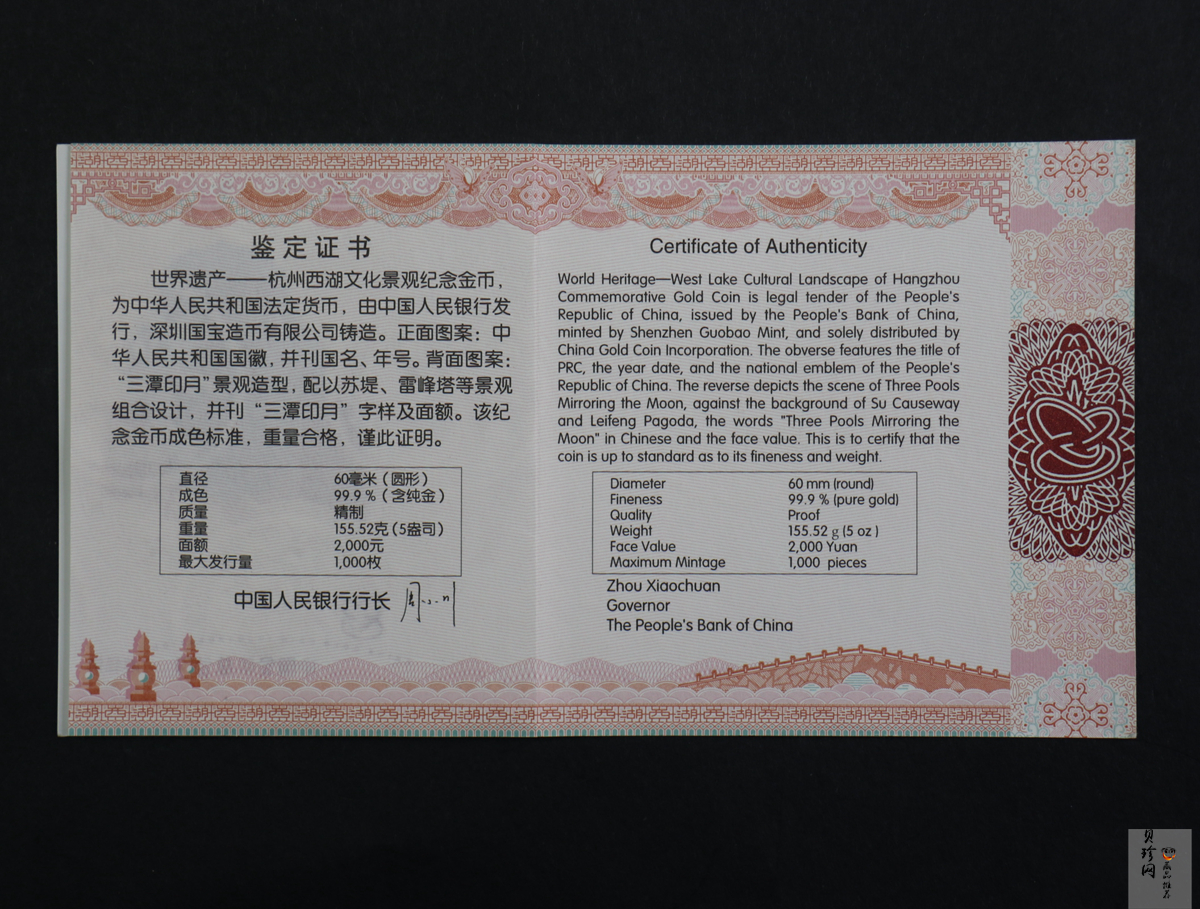 鉴定证书
世界遗产——杭州西湖文化景观纪念金币，
为中华人民共和国法定货币，由中国人民银行发
行，深圳国宝造币有限公司铸造。正面图案：中
华人民共和国国徽，并刊国名、年号。背面图案：
“三潭印月”景观造型，配以苏堤、雷峰塔等景观
组合设计，并刊“三潭印月”字样及面额。该纪
念金币成色标准，重量合格，谨此证明。
直径 60毫米（圆形）
成色 99.9 %（含纯金）
质量 精制
重量 155.52克（5盎司）
面额 2,000元
最大发行量 1,000枚
中国人民银行行长
Certificate of Authenticity
World Heritage—West Lake Cultural Landscape of Hangzhou
Commemorative Gold Coin is legal tender of the People's
Republic of China, issued by the People's Bank of China,
minted by Shenzhen Guobao Mint, and solely distributed by
China Gold Coin Incorporation. The obverse features the title of
PRC, the year date, and the national emblem of the People's
Republic of China. The reverse depicts the scene of Three Pools
Mirroring the Moon, against the background of Su Causeway
and Leifeng Pagoda, the words "Three Pools Mirroring the
Moon" in Chinese and the face value. This is to certify that the
coin is up to standard as to its fineness and weight.
Diameter 60 mm (round)
Fineness 99.9 % (pure gold)
Quality Proof
Weight 155.52 g (5 oz )
Face Value 2,000 Yuan
Maximum Mintage 1,000 pieces
Zhou Xiaochuan
Governor
The People's Bank of China
贝珍网